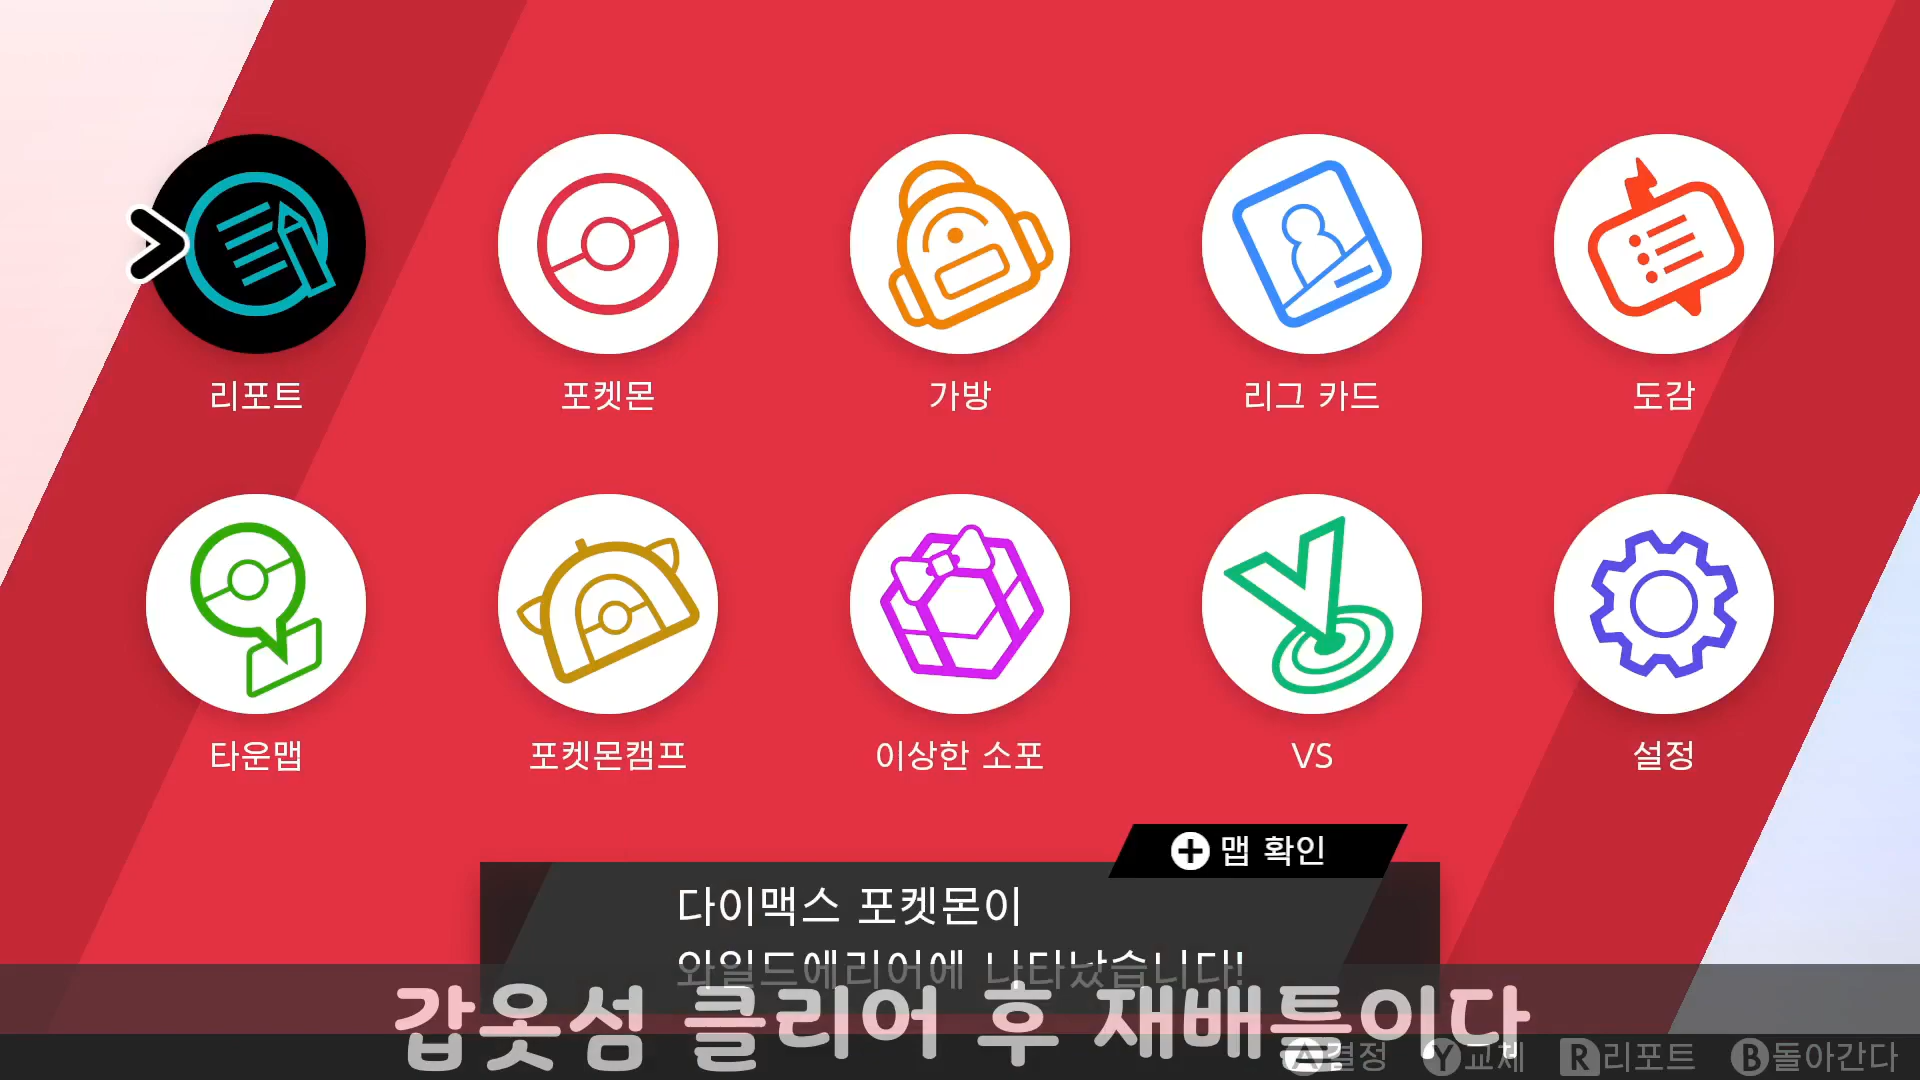 리포트
포켓몬
가방
리그 카드
도감
타운맵
포켓몬캠프
이상한 소포
VS
설정
맵 확인
다이맥스 포켓몬이
와일드에리어에 나타났습니다!
갑옷섬 클리어 후 재배틀이다
A결정 Y교체 R리포트 B돌아간다